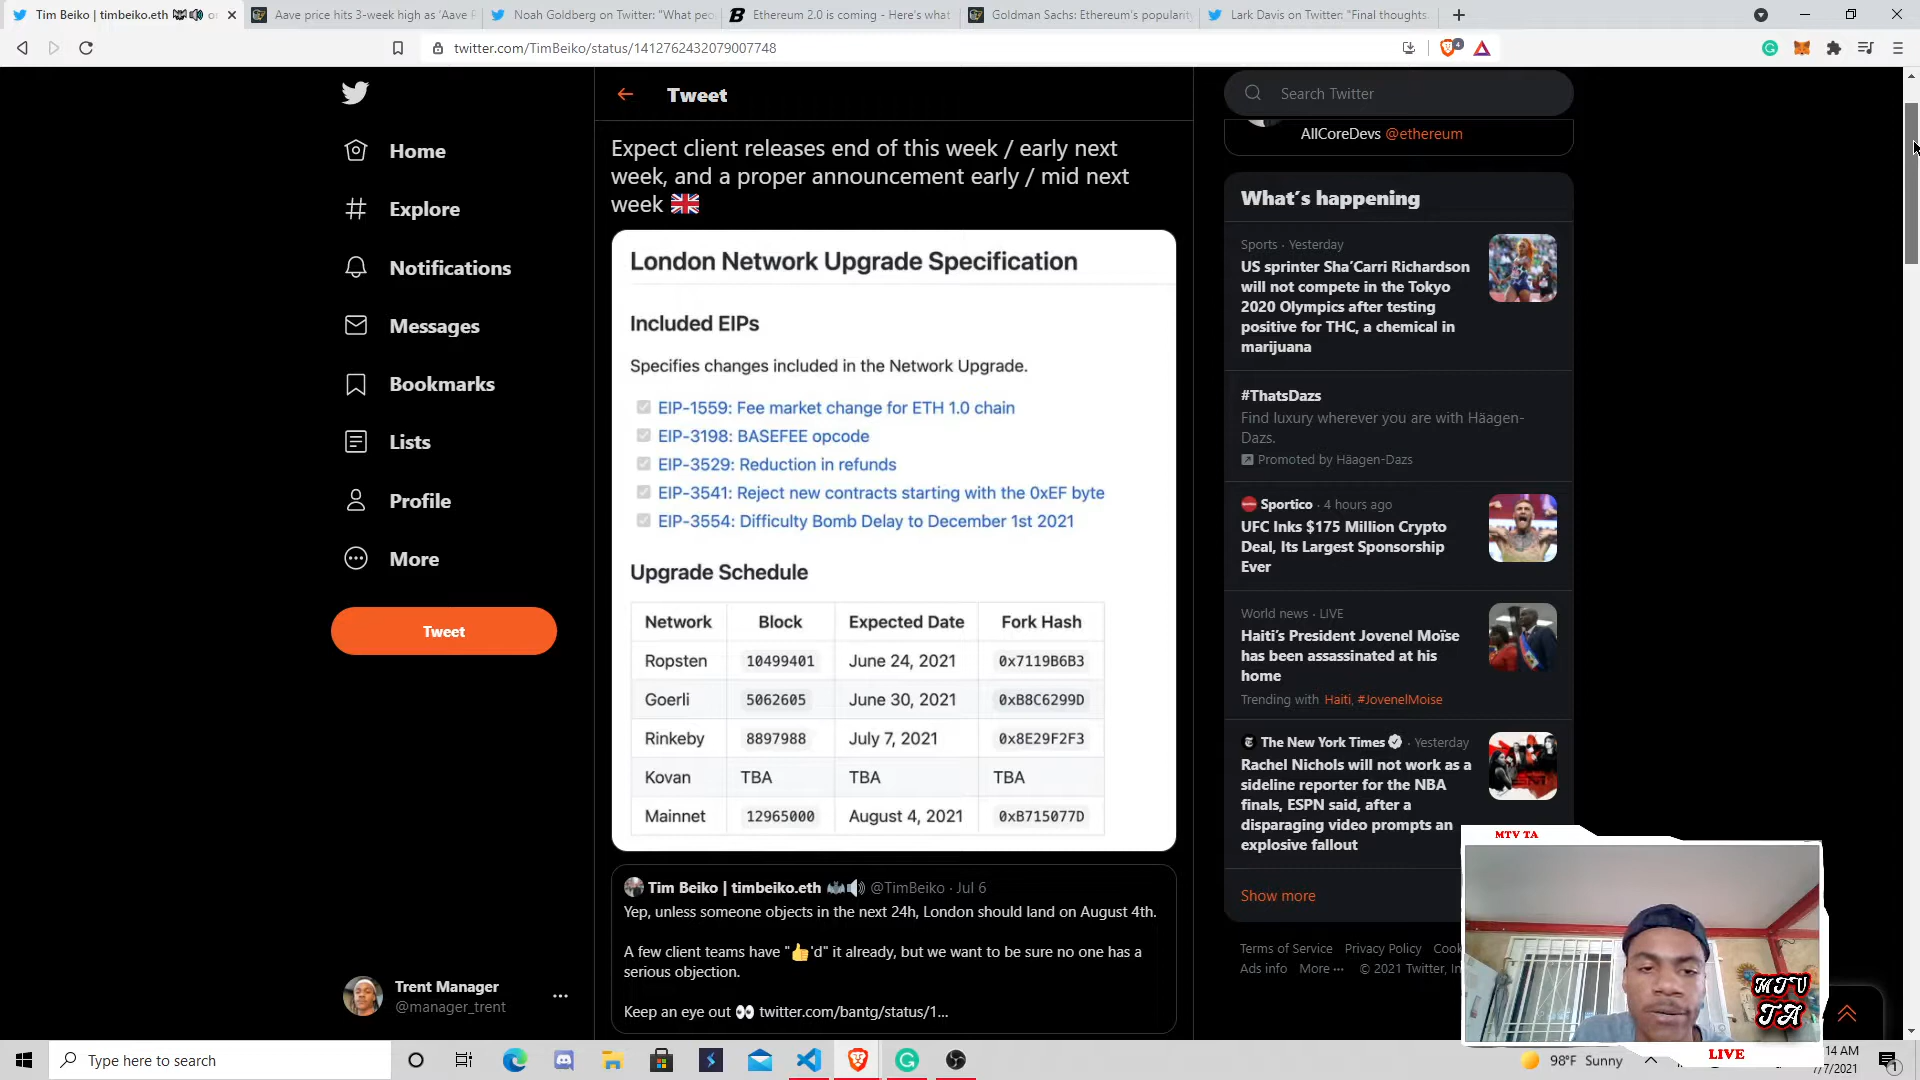 Tim Beiko | timbeiko.eth
Aave price hits 3-week high as 'Aave P
Noah Goldberg on Twitter: "What peo
Ethereum 2.0 is coming - Here's what
Goldman Sachs: Ethereum's popularity
Lark Davis on Twitter: "Final thoughts
twitter.com/TimBeiko/status/1412762432079007748
4
Home
Explore
Notifications
Messages
Bookmarks
Lists
Profile
More
Tweet
Trent Manager
@manager_trent
Tweet
Expect client releases end of this week / early next
week, and a proper announcement early / mid next
week 🇬🇧
London Network Upgrade Specification
Included EIPs
Specifies changes included in the Network Upgrade.
EIP-1559: Fee market change for ETH 1.0 chain
EIP-3198: BASEFEE opcode
EIP-3529: Reduction in refunds
EIP-3541: Reject new contracts starting with the 0xEF byte
EIP-3554: Difficulty Bomb Delay to December 1st 2021
Upgrade Schedule
Network Block Expected Date Fork Hash
Ropsten 10499401 June 24, 2021 0x7119B6B3
Goerli 5062605 June 30, 2021 0xB8C6299D
Rinkeby 8897988 July 7, 2021 0x8E29F2F3
Kovan TBA TBA TBA
Mainnet 12965000 August 4, 2021 0xB715077D
Tim Beiko | timbeiko.eth 🦇🔊 @TimBeiko · Jul 6
Yep, unless someone objects in the next 24h, London should land on August 4th.
A few client teams have "👍'd" it already, but we want to be sure no one has a
serious objection.
Keep an eye out 👀 twitter.com/bantg/status/1...
Search Twitter
AllCoreDevs @ethereum
What's happening
Sports · Yesterday
US sprinter Sha'Carri Richardson
will not compete in the Tokyo
2020 Olympics after testing
positive for THC, a chemical in
marijuana
#ThatsDazs
Find luxury wherever you are with Häagen-
Dazs.
Promoted by Häagen-Dazs
Sportico · 4 hours ago
UFC Inks $175 Million Crypto
Deal, Its Largest Sponsorship
Ever
World news · LIVE
Haiti's President Jovenel Moïse
has been assassinated at his
home
Trending with Haiti, #JovenelMoise
The New York Times · Yesterday
Rachel Nichols will not work as a
sideline reporter for the NBA
finals, ESPN said, after a
disparaging video prompts an
explosive fallout
Show more
Terms of Service Privacy Policy Cook
Ads info More ··· © 2021 Twitter, In
MTV TA
MTV
TA
LIVE
Type here to search
98°F Sunny
14 AM
7/7/2021
1